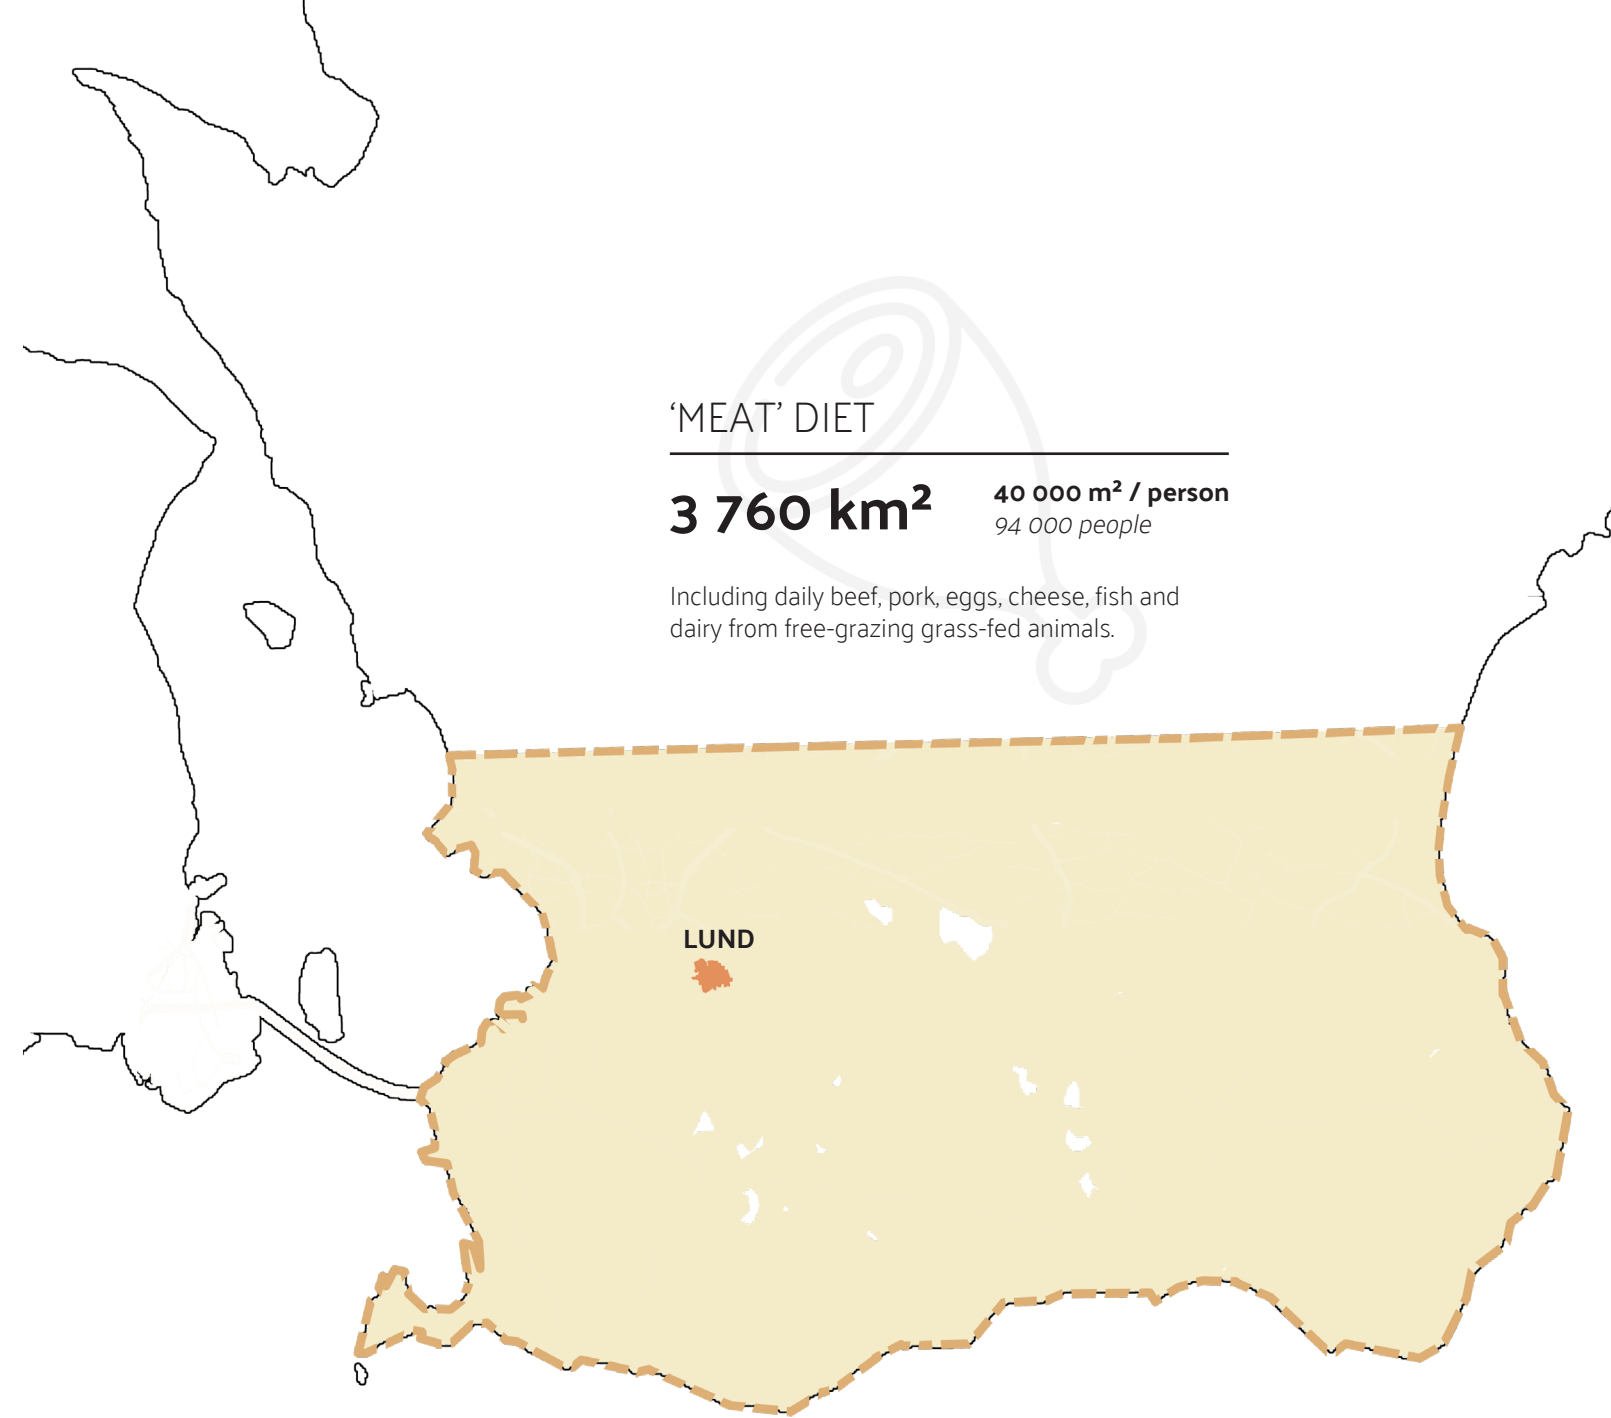 ‘MEAT’ DIET
3 760 km²
40 000 m² / person
94 000 people
Including daily beef, pork, eggs, cheese, fish and
dairy from free-grazing grass-fed animals.
LUND